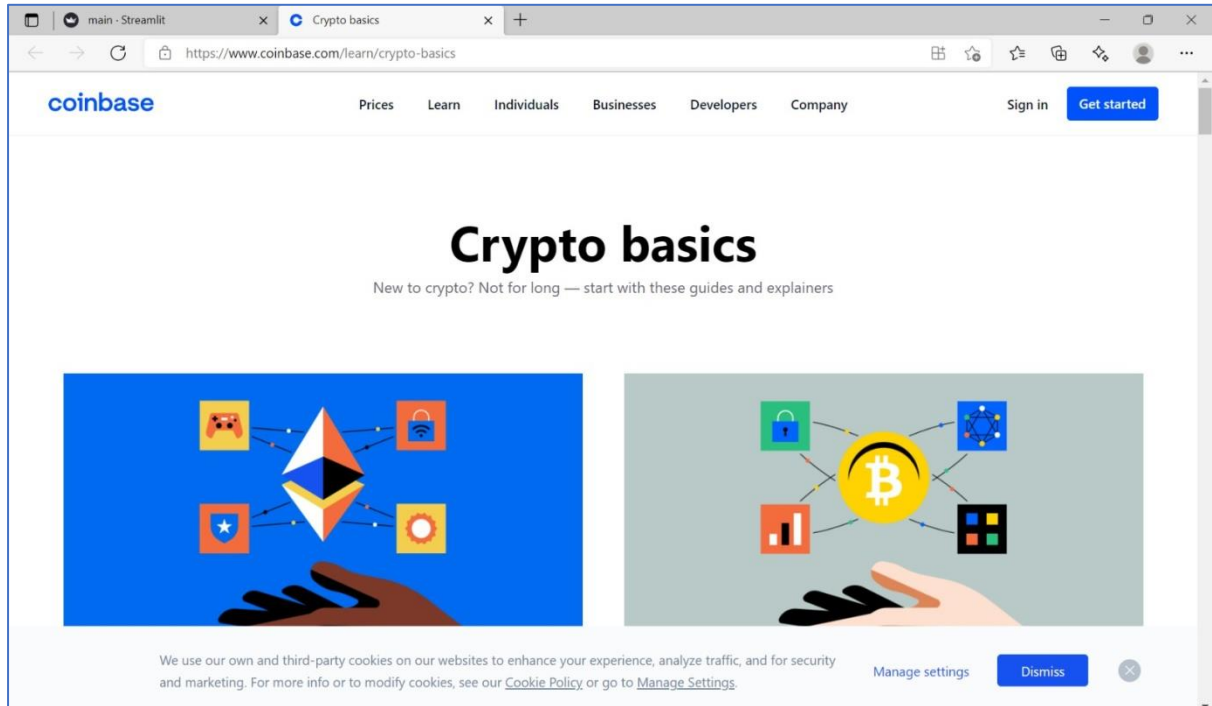 main · Streamlit
Crypto basics
https://www.coinbase.com/learn/crypto-basics
coinbase
Prices Learn Individuals Businesses Developers Company Sign in Get started
Crypto basics
New to crypto? Not for long — start with these guides and explainers
We use our own and third-party cookies on our websites to enhance your experience, analyze traffic, and for security
and marketing. For more info or to modify cookies, see our Cookie Policy or go to Manage Settings.
Manage settings
Dismiss